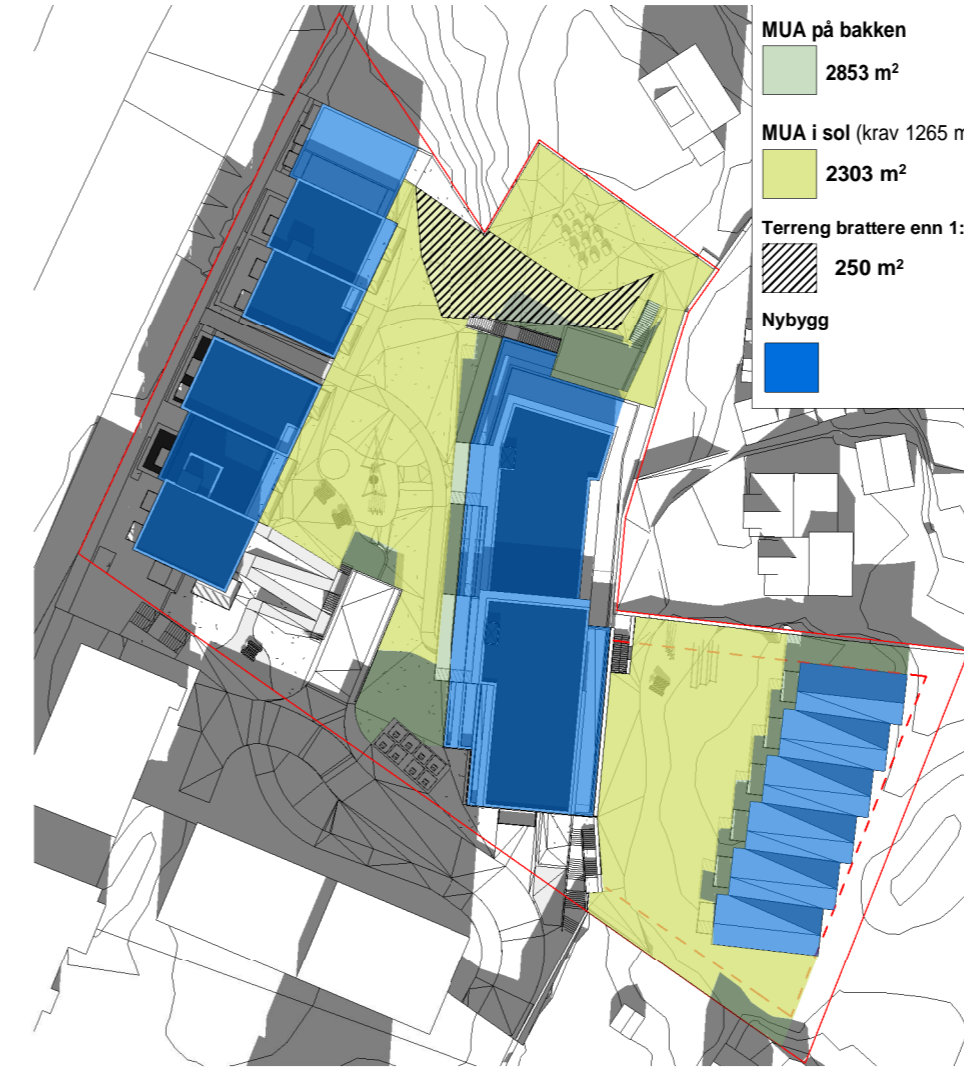 MUA på bakken
2853 m²
MUA i sol (krav 1265 m
2303 m²
Terreng brattere enn 1:
250 m²
Nybygg